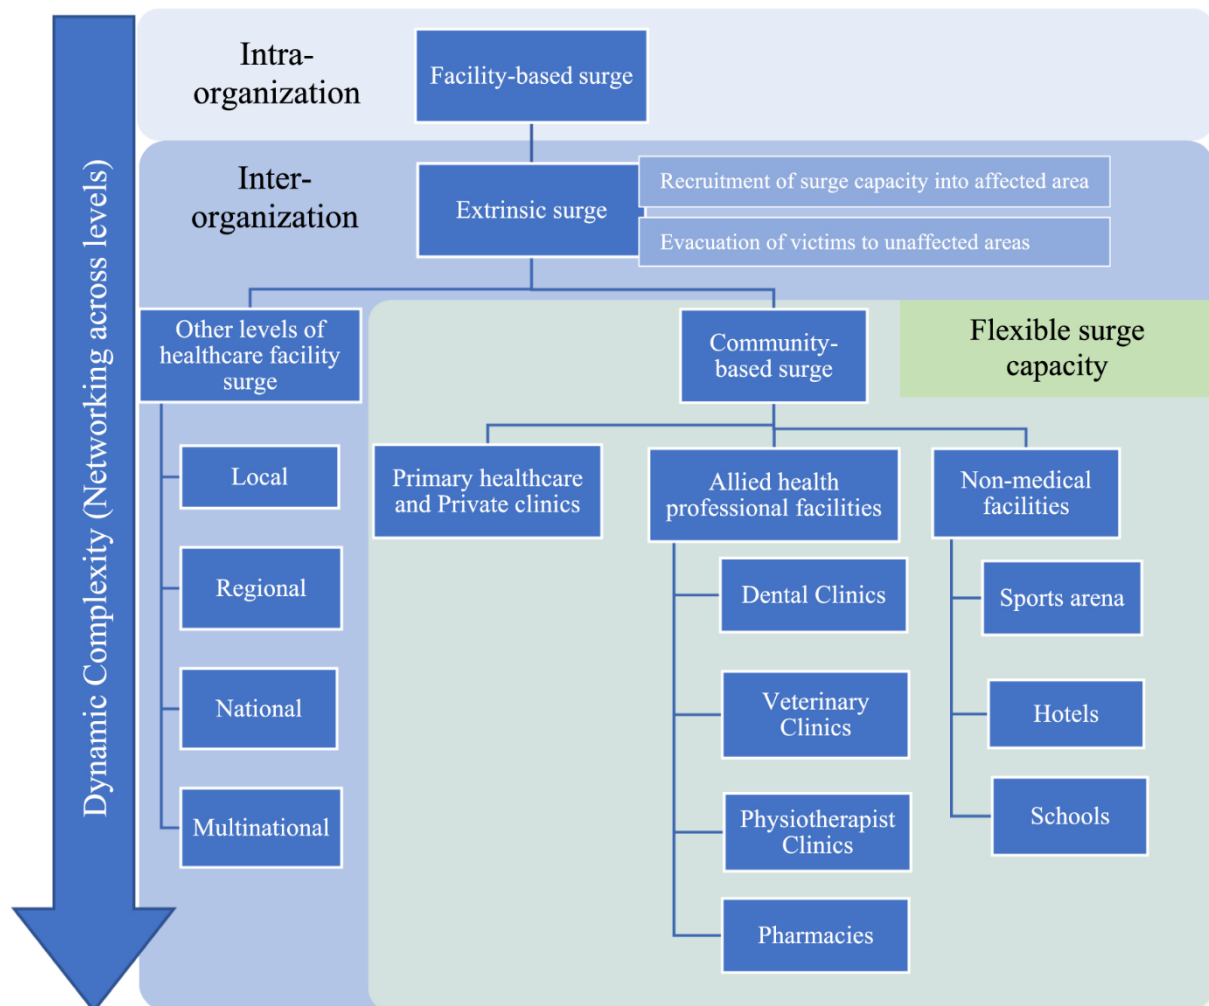 Dynamic Complexity (Networking across levels)
Intra-
organization
Facility-based surge
Inter-
organization
Extrinsic surge
Recruitment of surge capacity into affected area
Evacuation of victims to unaffected areas
Other levels of
healthcare facility
surge
Local
Regional
National
Multinational
Community-
based surge
Flexible surge
capacity
Primary healthcare
and Private clinics
Allied health
professional facilities
Dental Clinics
Veterinary
Clinics
Physiotherapist
Clinics
Pharmacies
Non-medical
facilities
Sports arena
Hotels
Schools